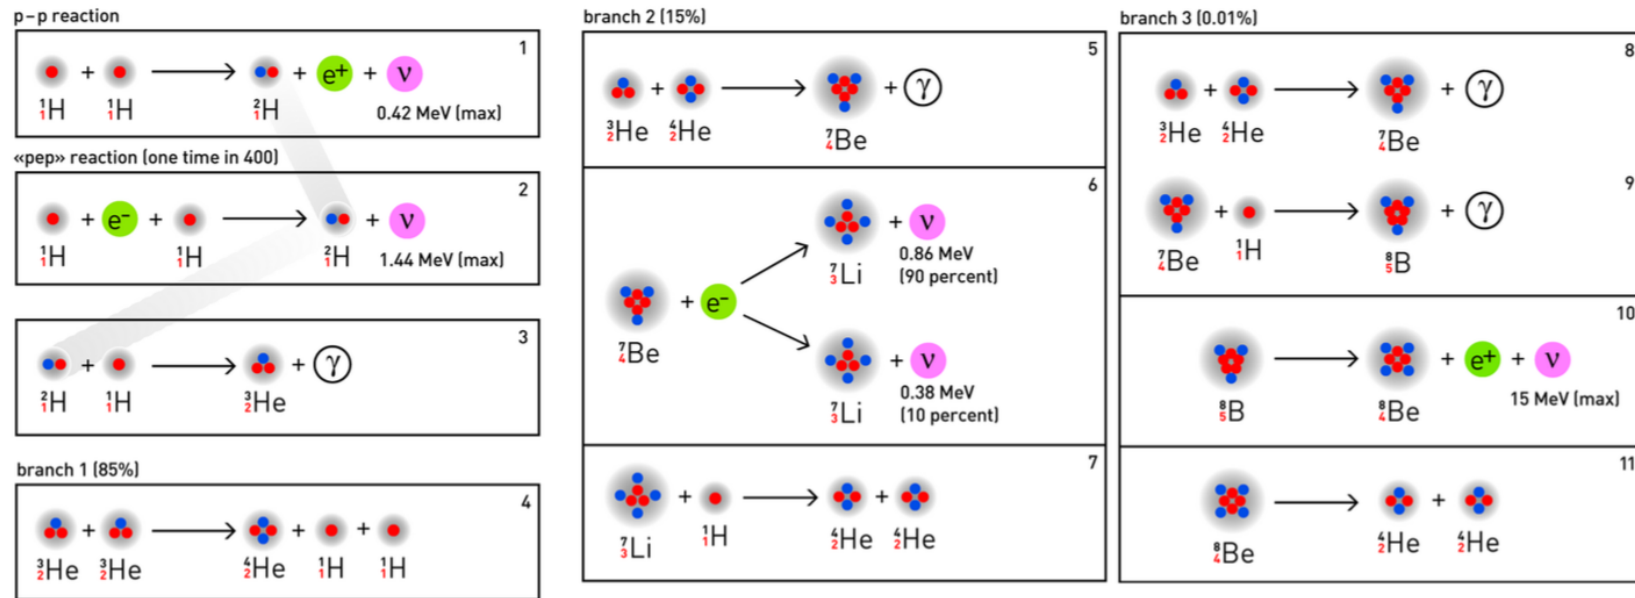 p–p reaction
1
+ → + e+ + ν
¹₁H ¹₁H ²₁H 0.42 MeV (max)
«pep» reaction (one time in 400)
2
+ e− + → + ν
¹₁H ¹₁H ²₁H 1.44 MeV (max)
3
+ → + γ
²₁H ¹₁H ³₂He
branch 1 (85%)
4
+ → + +
³₂He ³₂He ⁴₂He ¹₁H ¹₁H
branch 2 (15%)
5
+ → + γ
³₂He ⁴₂He ⁷₄Be
6
+ ν
⁷₃Li 0.86 MeV
(90 percent)
+ e−
⁷₄Be
+ ν
⁷₃Li 0.38 MeV
(10 percent)
7
+ → +
⁷₃Li ¹₁H ⁴₂He ⁴₂He
branch 3 (0.01%)
8
+ → + γ
³₂He ⁴₂He ⁷₄Be
9
+ → + γ
⁷₄Be ¹₁H ⁸₅B
10
→ + e+ + ν
⁸₅B ⁸₄Be 15 MeV (max)
11
→ +
⁸₄Be ⁴₂He ⁴₂He